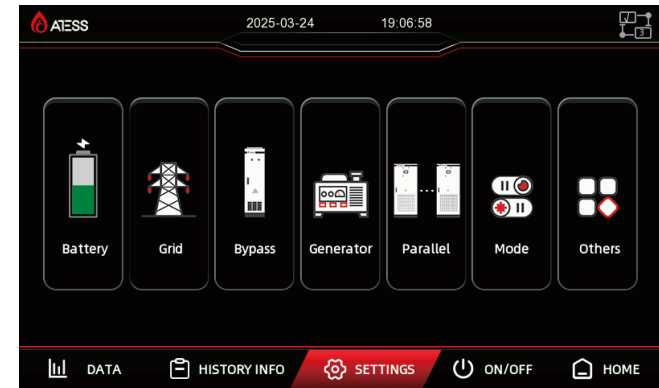 ATESS 2025-03-24 19:06:58
3
Battery Grid Bypass Generator Parallel Mode Others
DATA HISTORY INFO SETTINGS ON/OFF HOME